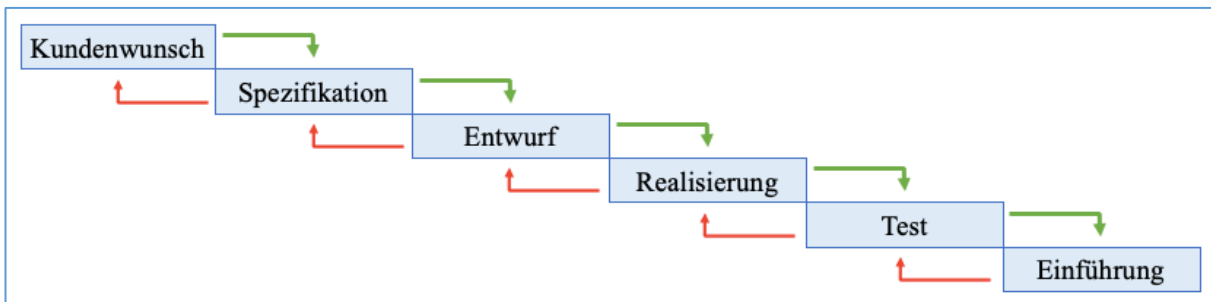 Kundenwunsch
Spezifikation
Entwurf
Realisierung
Test
Einführung